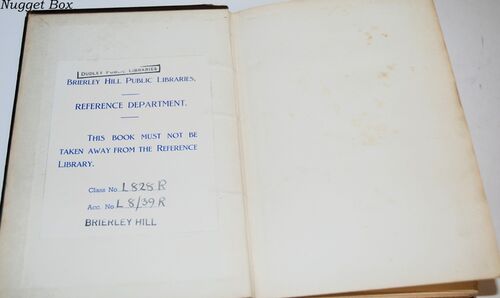 Nugget Box
DUDLEY PUBLIC LIBRARIES
BRIERLEY HILL PUBLIC LIBRARIES.
REFERENCE DEPARTMENT.
THIS BOOK MUST NOT BE
TAKEN AWAY FROM THE REFERENCE
LIBRARY.
Class No. L828R
Acc. No. L8/39R
BRIERLEY HILL